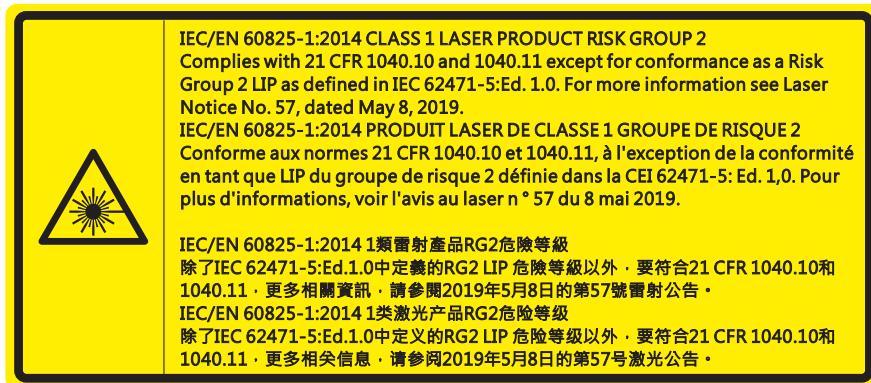 IEC/EN 60825-1:2014 CLASS 1 LASER PRODUCT RISK GROUP 2
Complies with 21 CFR 1040.10 and 1040.11 except for conformance as a Risk
Group 2 LIP as defined in IEC 62471-5:Ed. 1.0. For more information see Laser
Notice No. 57, dated May 8, 2019.
IEC/EN 60825-1:2014 PRODUIT LASER DE CLASSE 1 GROUPE DE RISQUE 2
Conforme aux normes 21 CFR 1040.10 et 1040.11, à l'exception de la conformité
en tant que LIP du groupe de risque 2 définie dans la CEI 62471-5: Ed. 1,0. Pour
plus d'informations, voir l'avis au laser n ° 57 du 8 mai 2019.
IEC/EN 60825-1:2014 1類雷射產品RG2危險等級
除了IEC 62471-5:Ed.1.0中定義的RG2 LIP 危險等級以外，要符合21 CFR 1040.10和
1040.11，更多相關資訊，請參閱2019年5月8日的第57號雷射公告。
IEC/EN 60825-1:2014 1类激光产品RG2危险等级
除了IEC 62471-5:Ed.1.0中定义的RG2 LIP 危险等级以外，要符合21 CFR 1040.10和
1040.11，更多相关信息，请参阅2019年5月8日的第57号激光公告。